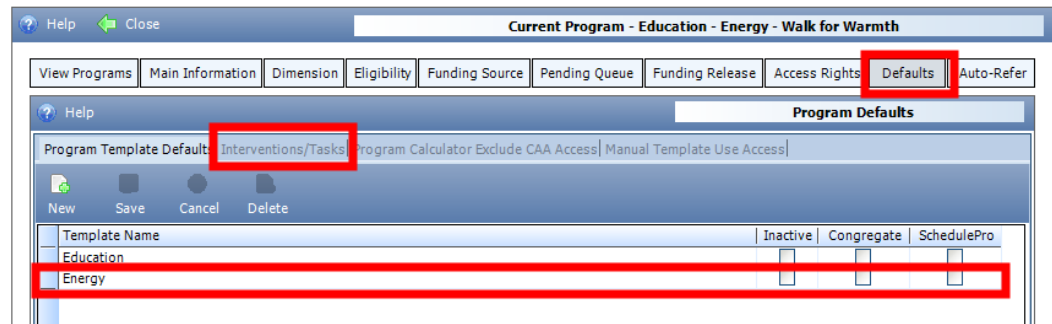 Help Close Current Program - Education - Energy - Walk for Warmth
View Programs Main Information Dimension Eligibility Funding Source Pending Queue Funding Release Access Rights Defaults Auto-Refer
Help Program Defaults
Program Template Defaults Interventions/Tasks| Program Calculator Exclude CAA Access| Manual Template Use Access|
New Save Cancel Delete
Template Name Inactive Congregate SchedulePro
Education
Energy